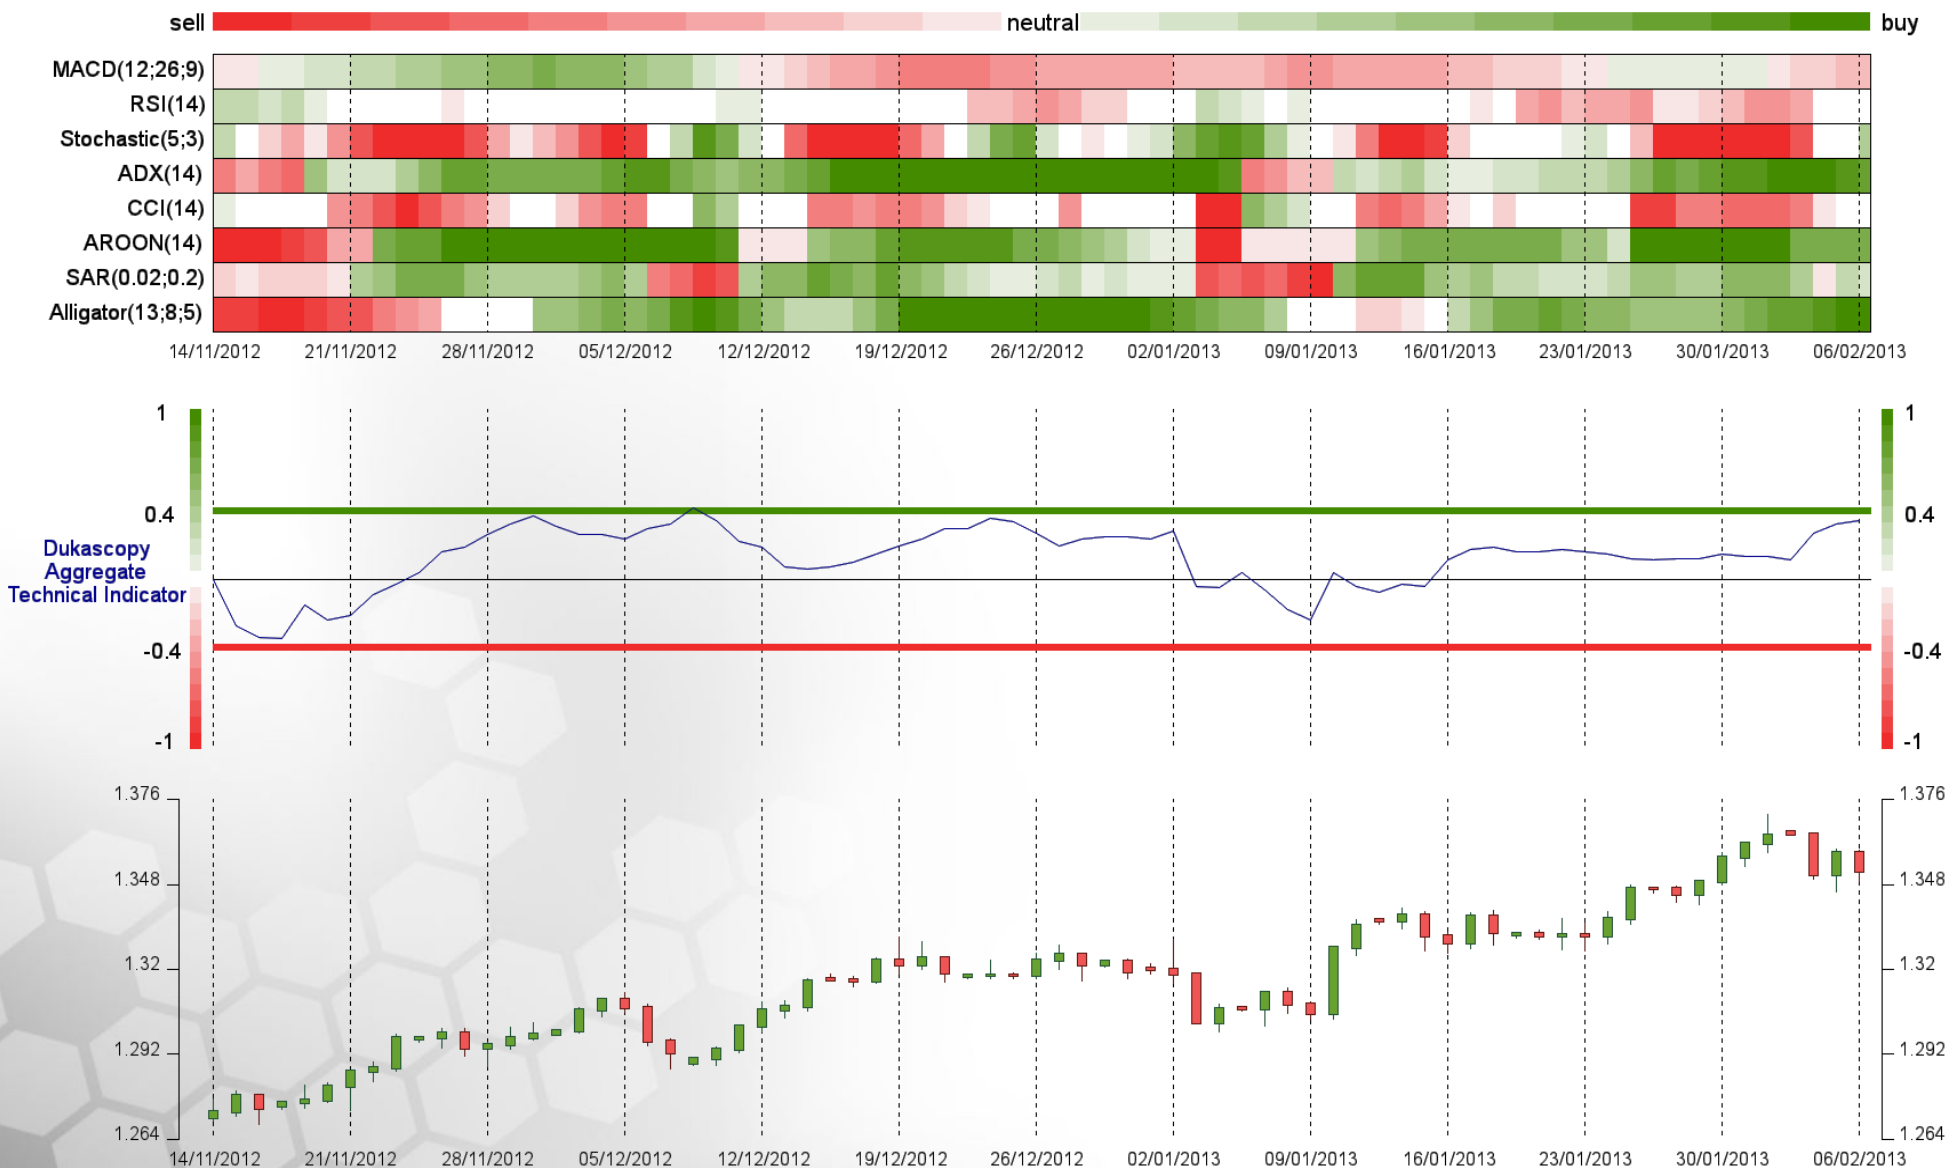 sell neutral buy
MACD(12;26;9)
RSI(14)
Stochastic(5;3)
ADX(14)
CCI(14)
AROON(14)
SAR(0.02;0.2)
Alligator(13;8;5)
14/11/2012 21/11/2012 28/11/2012 05/12/2012 12/12/2012 19/12/2012 26/12/2012 02/01/2013 09/01/2013 16/01/2013 23/01/2013 30/01/2013 06/02/2013
1 1
0.4 0.4
Dukascopy
Aggregate
Technical Indicator
-0.4 -0.4
-1 -1
1.376 1.376
1.348 1.348
1.32 1.32
1.292 1.292
1.264 1.264
14/11/2012 21/11/2012 28/11/2012 05/12/2012 12/12/2012 19/12/2012 26/12/2012 02/01/2013 09/01/2013 16/01/2013 23/01/2013 30/01/2013 06/02/2013